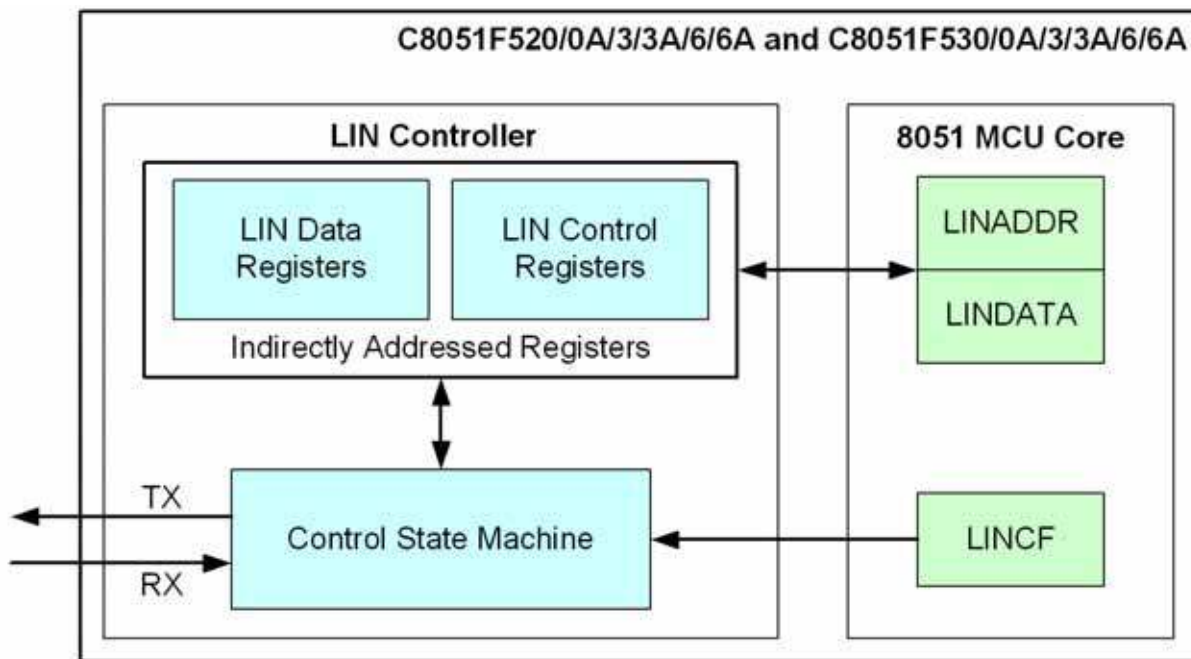 C8051F520/0A/3/3A/6/6A and C8051F530/0A/3/3A/6/6A
LIN Controller
8051 MCU Core
LIN Data
Registers
LIN Control
Registers
Indirectly Addressed Registers
LINADDR
LINDATA
TX
RX
Control State Machine
LINCF